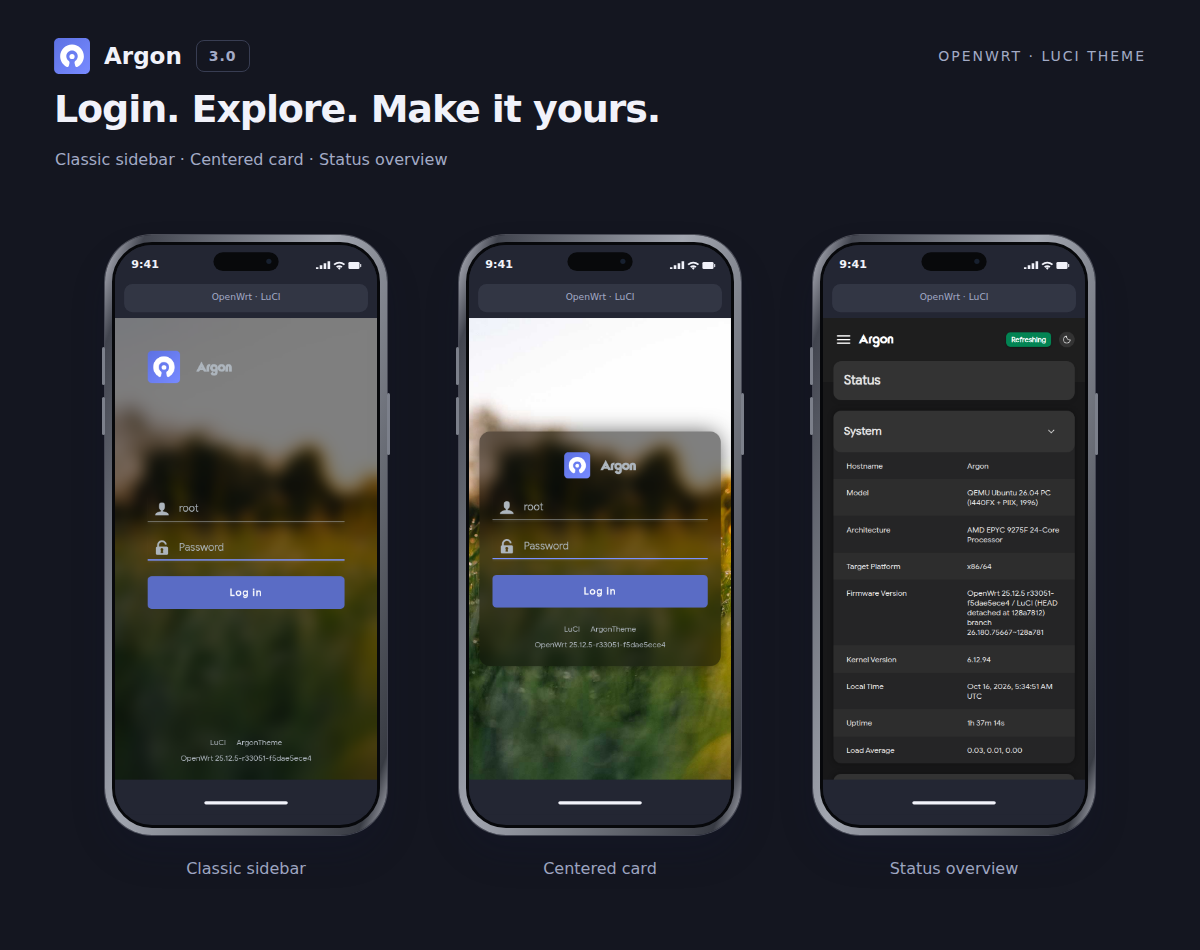 Argon
3.0
OPENWRT · LUCI THEME
Login. Explore. Make it yours.
Classic sidebar · Centered card · Status overview
9:41
OpenWrt · LuCI
Argon
root
Password
Log in
LuCI ArgonTheme
OpenWrt 25.12.5-r33051-f5dae5ece4
Classic sidebar
9:41
OpenWrt · LuCI
Argon
root
Password
Log in
LuCI ArgonTheme
OpenWrt 25.12.5-r33051-f5dae5ece4
Centered card
9:41
OpenWrt · LuCI
Argon
Refreshing
Status
System
Hostname Argon
Model QEMU Ubuntu 26.04 PC
(i440FX + PIIX, 1996)
Architecture AMD EPYC 9275F 24-Core
Processor
Target Platform x86/64
Firmware Version OpenWrt 25.12.5 r33051-
f5dae5ece4 / LuCI (HEAD
detached at 128a7812)
branch
26.180.75667~128a781
Kernel Version 6.12.94
Local Time Oct 16, 2026, 5:34:51 AM
UTC
Uptime 1h 37m 14s
Load Average 0.03, 0.01, 0.00
Status overview